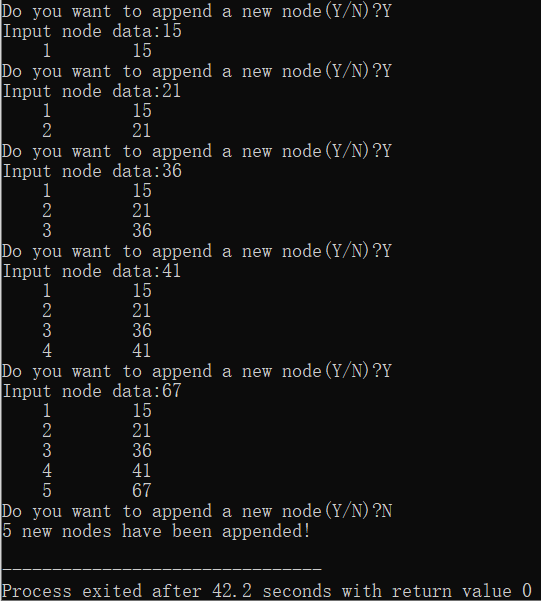 Do you want to append a new node(Y/N)?Y
Input node data:15
    1        15
Do you want to append a new node(Y/N)?Y
Input node data:21
    1        15
    2        21
Do you want to append a new node(Y/N)?Y
Input node data:36
    1        15
    2        21
    3        36
Do you want to append a new node(Y/N)?Y
Input node data:41
    1        15
    2        21
    3        36
    4        41
Do you want to append a new node(Y/N)?Y
Input node data:67
    1        15
    2        21
    3        36
    4        41
    5        67
Do you want to append a new node(Y/N)?N
5 new nodes have been appended!

--------------------------------
Process exited after 42.2 seconds with return value 0